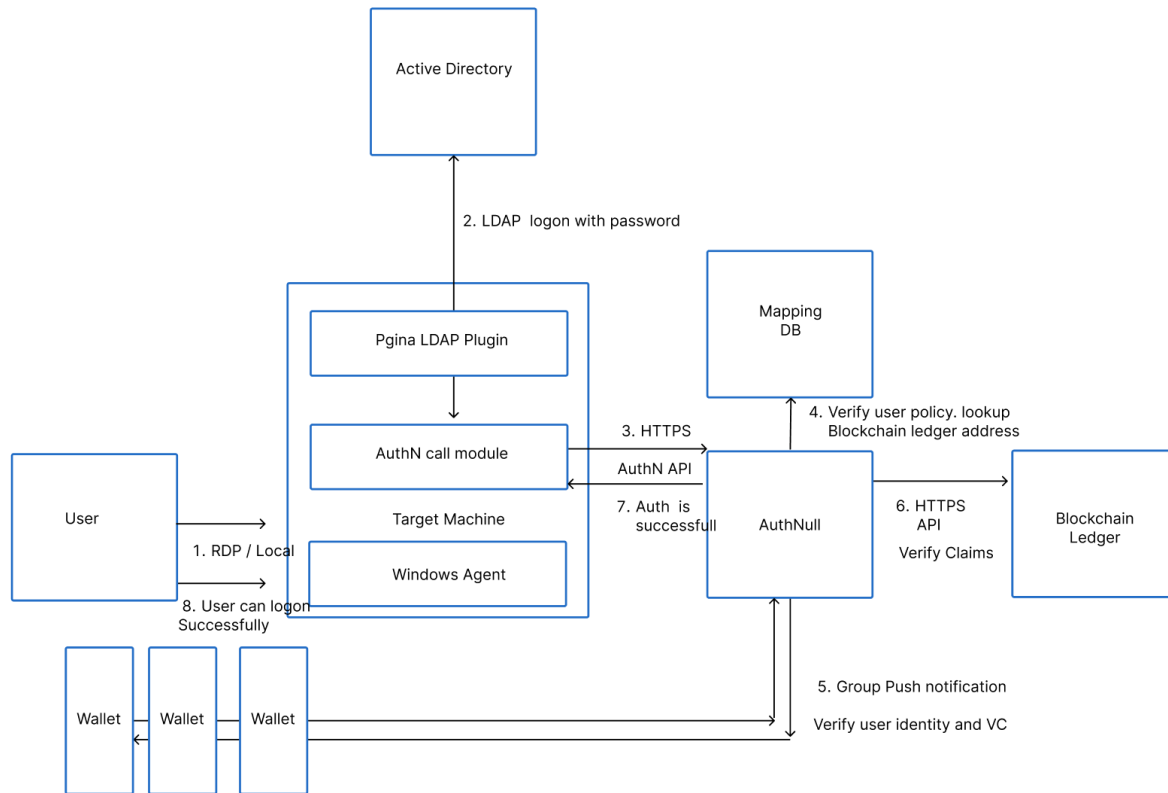 Active Directory
2. LDAP  logon with password
Mapping
DB
Pgina LDAP Plugin
4. Verify user policy. lookup
Blockchain ledger address
3. HTTPS
AuthN call module
AuthN API
6. HTTPS
API
7. Auth  is
successfull
Target Machine
User
AuthNull
Blockchain
Ledger
1. RDP / Local
Verify Claims
Windows Agent
8. User can logon
Successfully
5. Group Push notification
Wallet
Wallet
Wallet
Verify user identity and VC